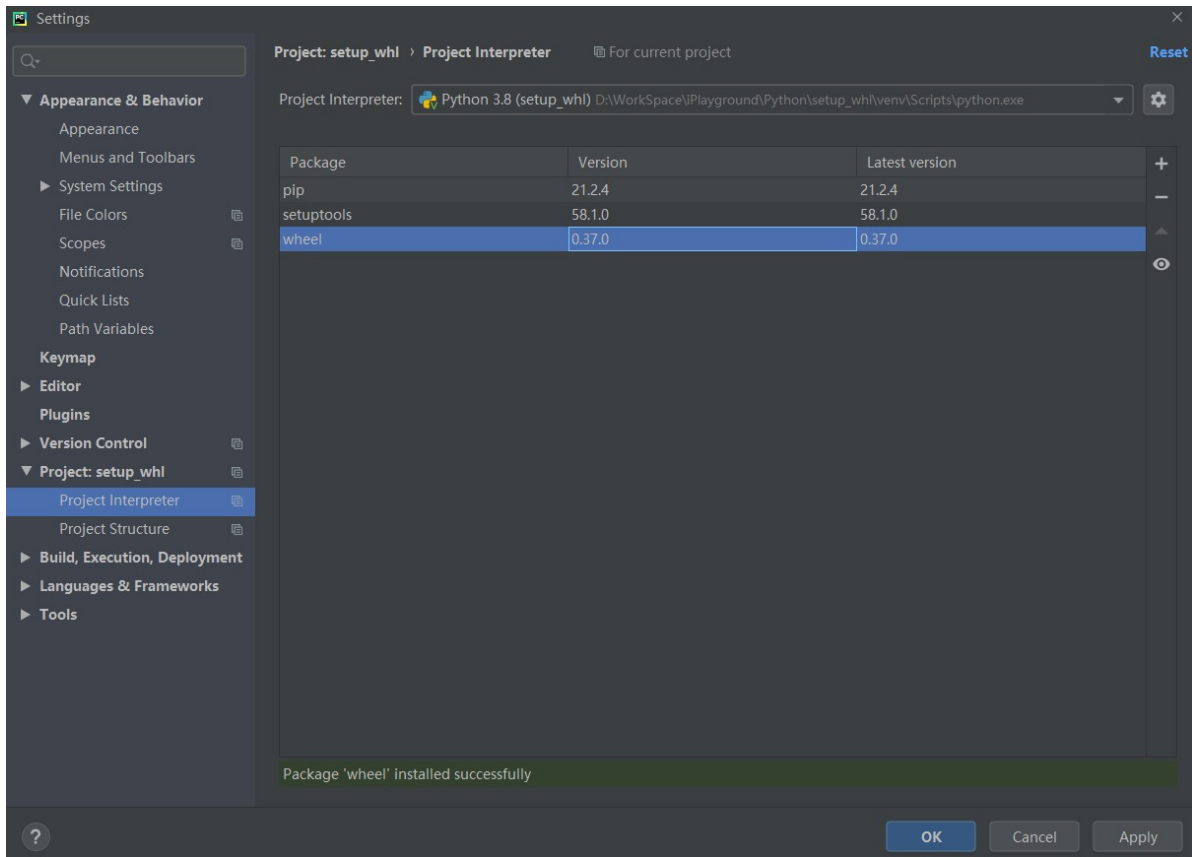 Settings
Project: setup_whl › Project Interpreter For current project Reset
Project Interpreter: Python 3.8 (setup_whl) D:\WorkSpace\iPlayground\Python\setup_whl\venv\Scripts\python.exe
Appearance & Behavior
Appearance
Menus and Toolbars
System Settings
File Colors
Scopes
Notifications
Quick Lists
Path Variables
Keymap
Editor
Plugins
Version Control
Project: setup_whl
Project Interpreter
Project Structure
Build, Execution, Deployment
Languages & Frameworks
Tools
Package Version Latest version
pip 21.2.4 21.2.4
setuptools 58.1.0 58.1.0
wheel 0.37.0 0.37.0
Package 'wheel' installed successfully
? OK Cancel Apply